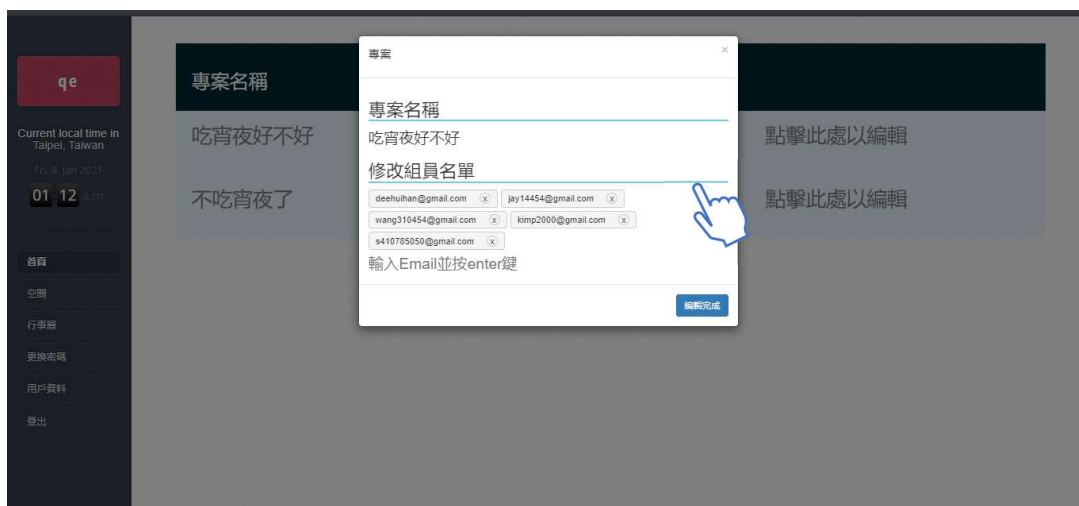 qe
Current local time in
Taipei, Taiwan
Fri, 8. Jan 2021
01 12 a.m.
首頁
空間
行事曆
更換密碼
用戶資料
登出
專案名稱
吃宵夜好不好
點擊此處以編輯
不吃宵夜了
點擊此處以編輯
專案
×
專案名稱
吃宵夜好不好
修改組員名單
deehuihan@gmail.com x jay14454@gmail.com x
wang310454@gmail.com x kimp2000@gmail.com x
s410785050@gmail.com x
輸入Email並按enter鍵
編輯完成